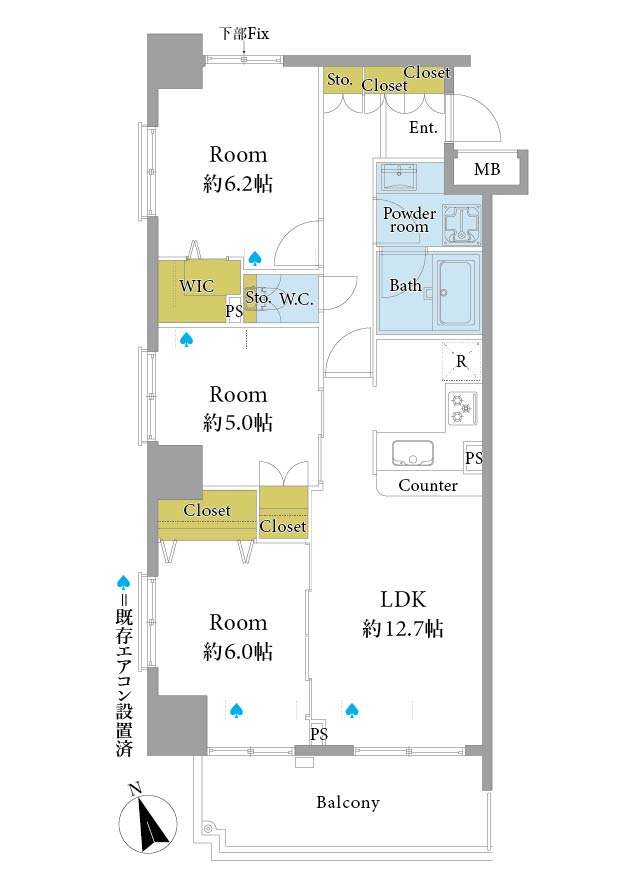 下部Fix
Sto.
Closet
Closet
Ent.
MB
Room
約6.2帖
Powder
room
Bath
WIC
PS
Sto.
W.C.
R
Room
約5.0帖
PS
Counter
Closet
Closet
LDK
約12.7帖
Room
約6.0帖
♠=既存エアコン設置済
PS
Balcony
N